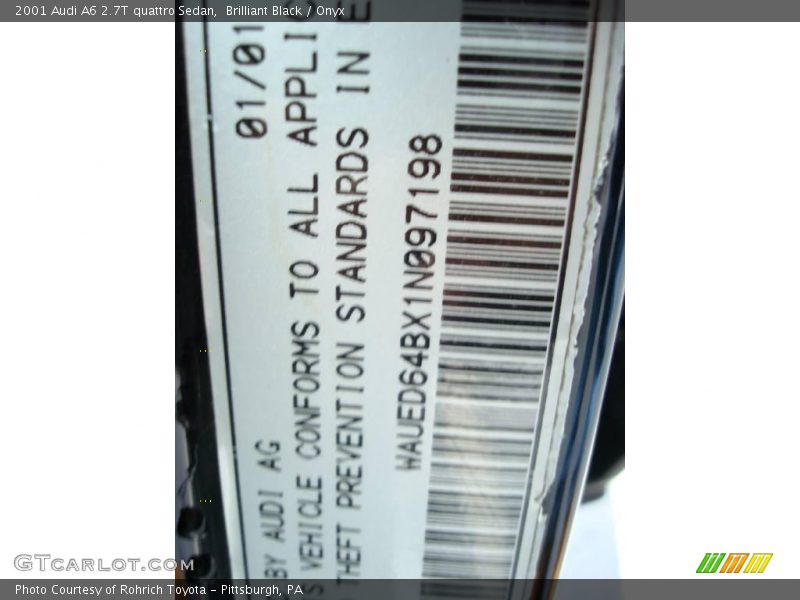 2001 Audi A6 2.7T quattro Sedan,  Brilliant Black / Onyx
BY AUDI AG 01/01
VEHICLE CONFORMS TO ALL APPLIC
THEFT PREVENTION STANDARDS IN E
WAUED64BX1N097198
GTcarlot.com
Photo Courtesy of Rohrich Toyota - Pittsburgh, PA